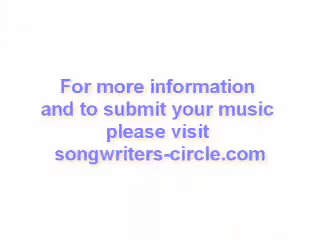 For more information
and to submit your music
please visit
songwriters-circle.com